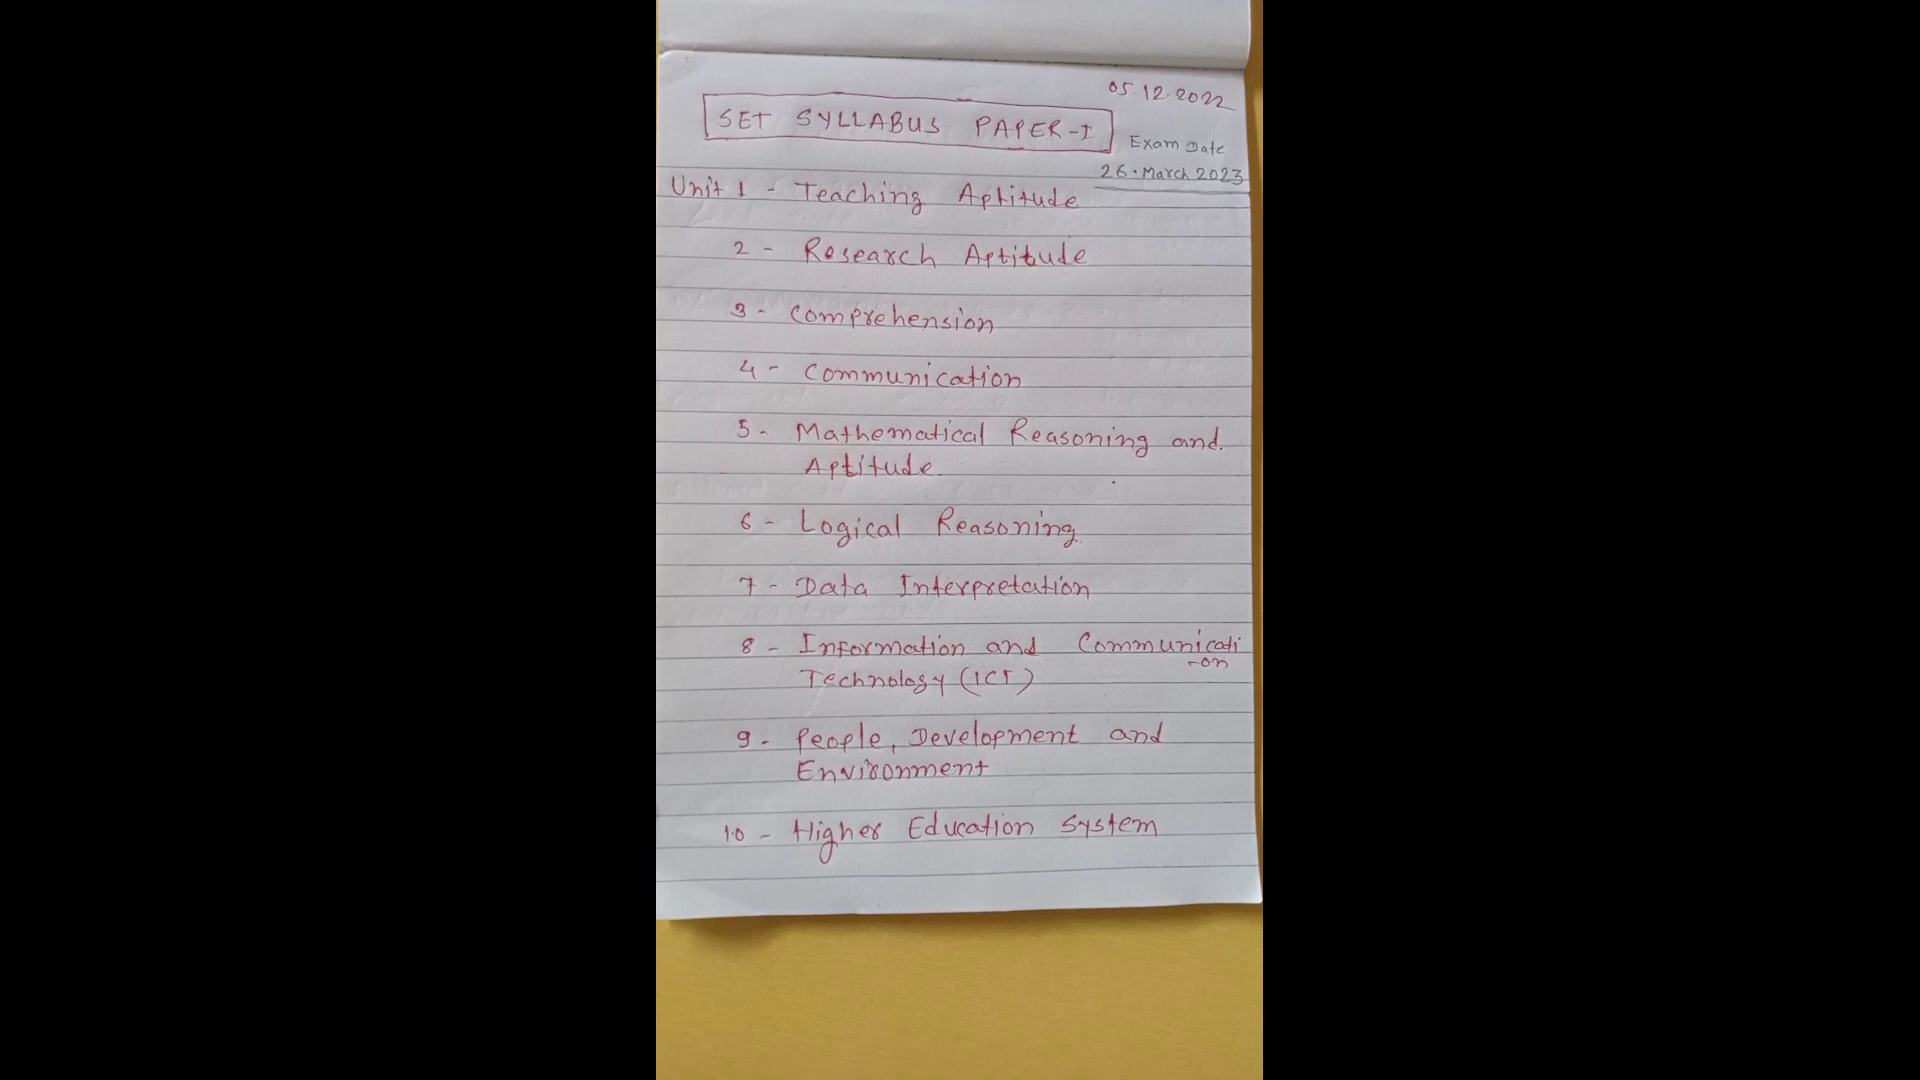 05.12.2022
SET SYLLABUS PAPER-I
Exam Date
26. March 2023
Unit 1 - Teaching Aptitude
2 - Research Aptitude
3 - Comprehension
4 - Communication
5 - Mathematical Reasoning and
Aptitude
6 - Logical Reasoning
7 - Data Interpretation
8 - Information and Communicati
-on
Technology (ICT)
9 - People, Development and
Environment
10 - Higher Education System